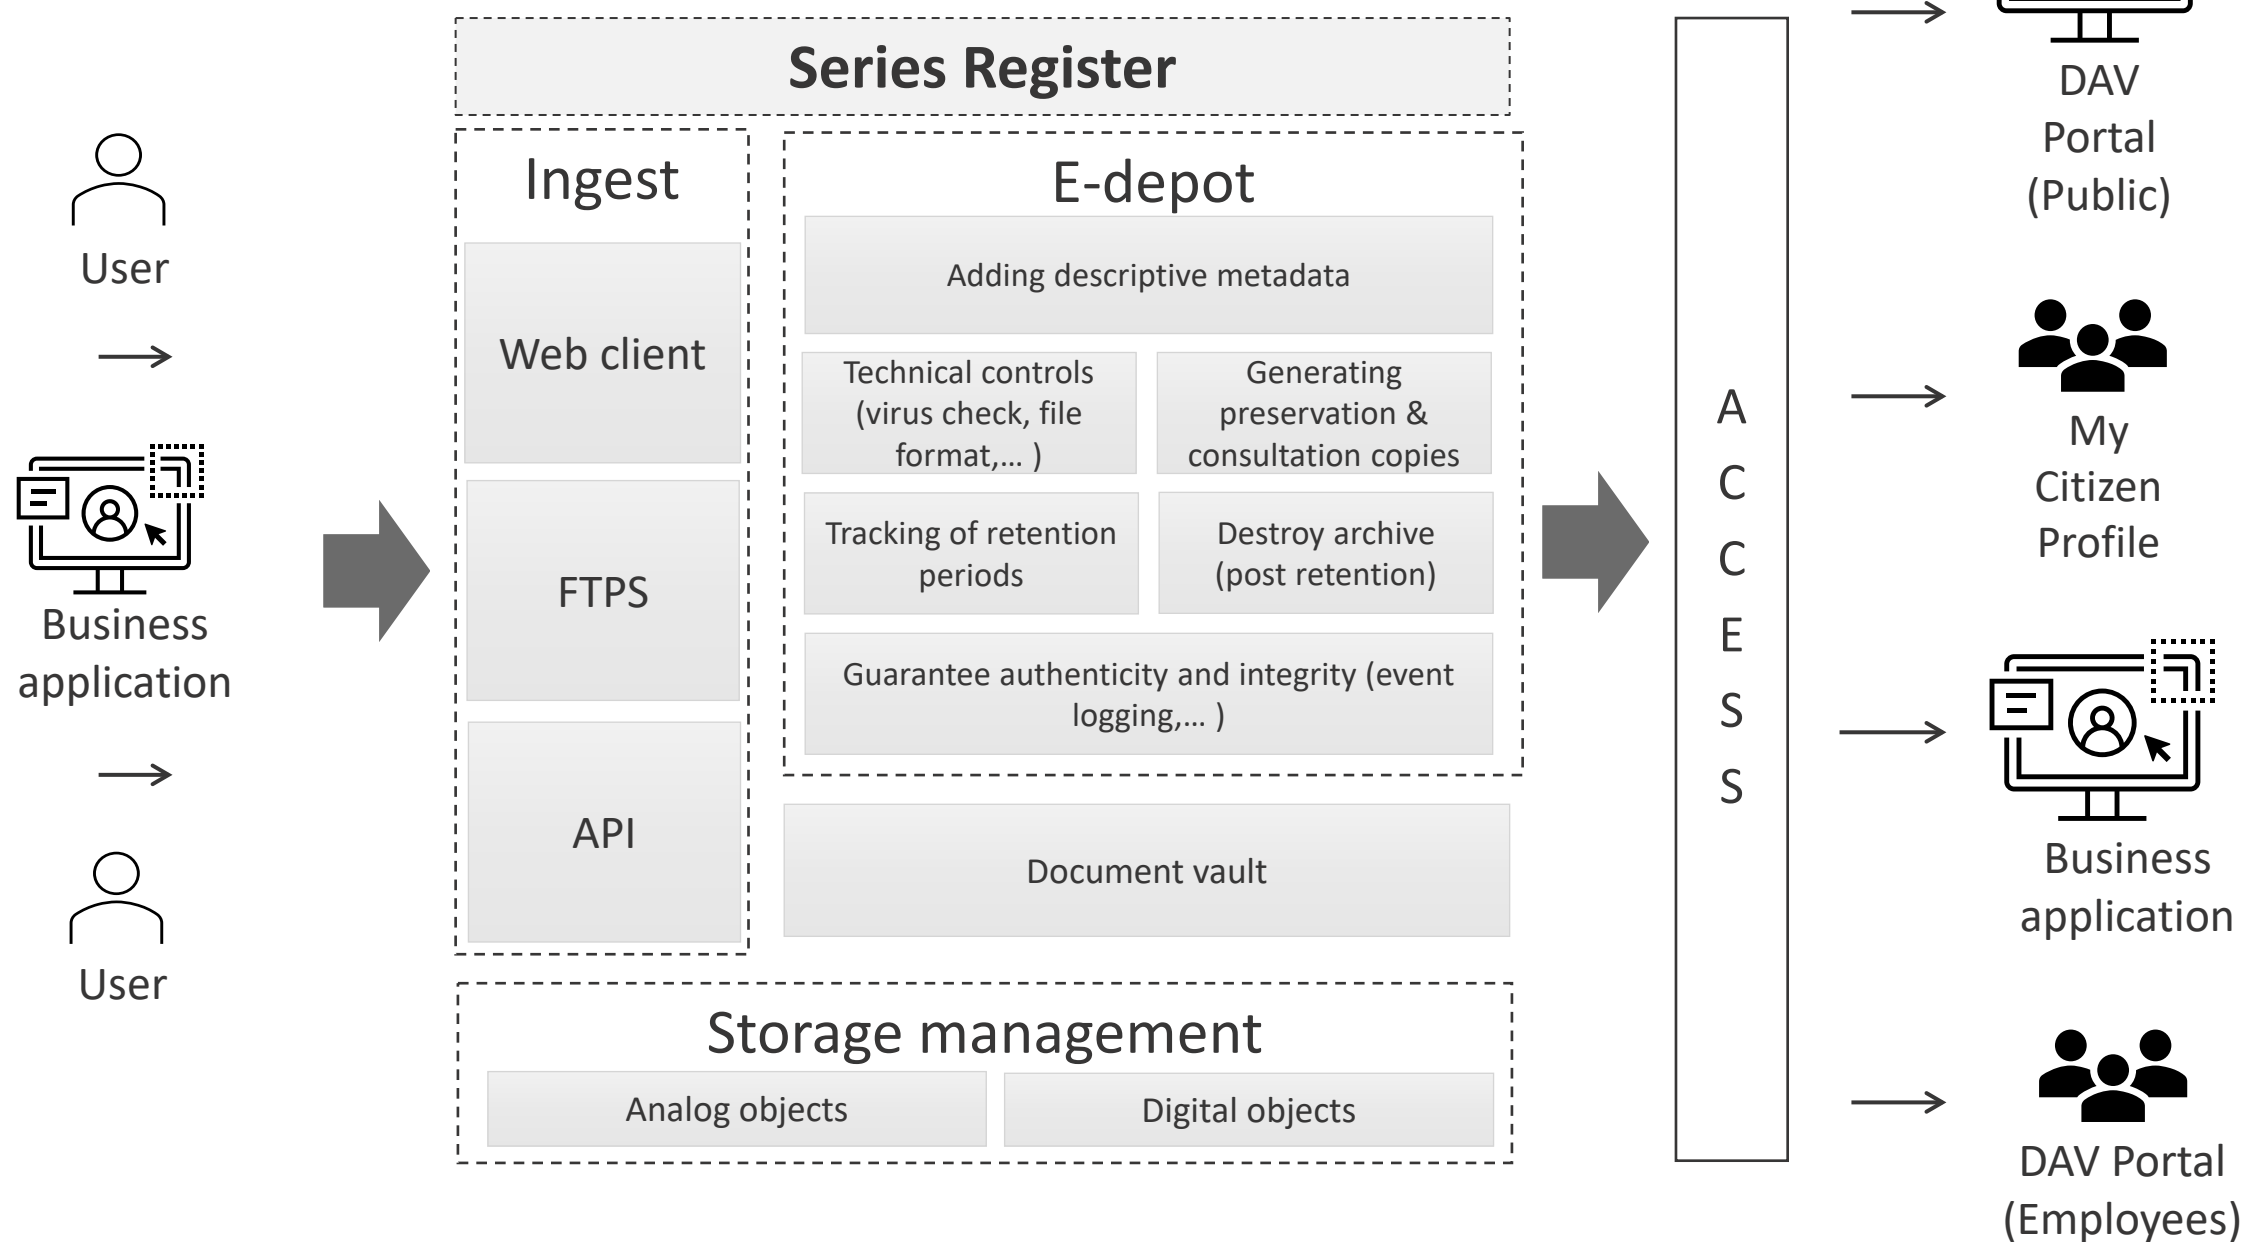 Series Register
User
Business
application
User
Ingest
Web client
FTPS
API
E-depot
Adding descriptive metadata
Technical controls
(virus check, file
format,... )
Generating
preservation &
consultation copies
Tracking of retention
periods
Destroy archive
(post retention)
Guarantee authenticity and integrity (event
logging,... )
Document vault
Storage management
Analog objects
Digital objects
A
C
C
E
S
S
DAV
Portal
(Public)
My
Citizen
Profile
Business
application
DAV Portal
(Employees)